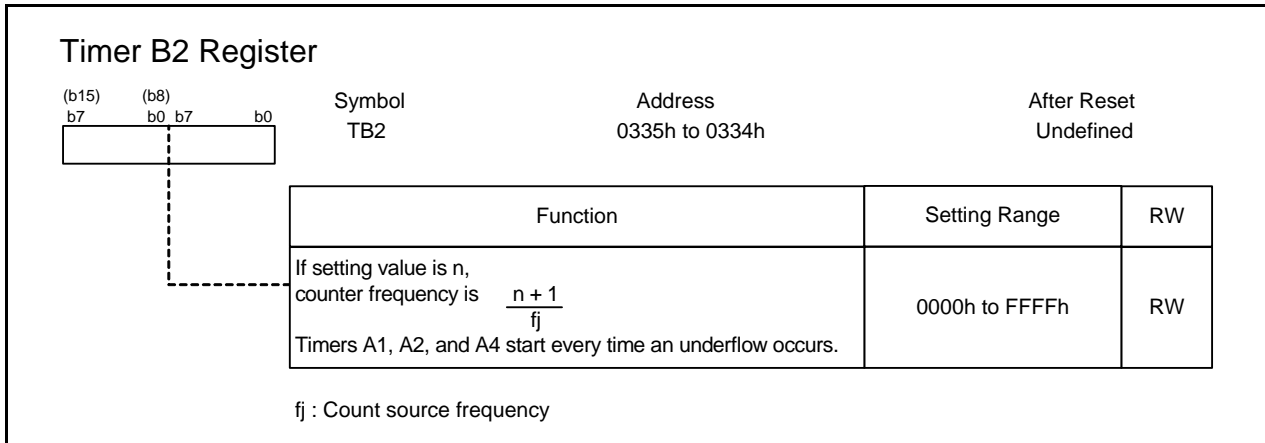 Timer B2 Register
(b15) (b8)
b7 b0 b7 b0
Symbol Address After Reset
TB2 0335h to 0334h Undefined
Function Setting Range RW
If setting value is n,
counter frequency is n + 1
fj
Timers A1, A2, and A4 start every time an underflow occurs.
0000h to FFFFh RW
fj : Count source frequency